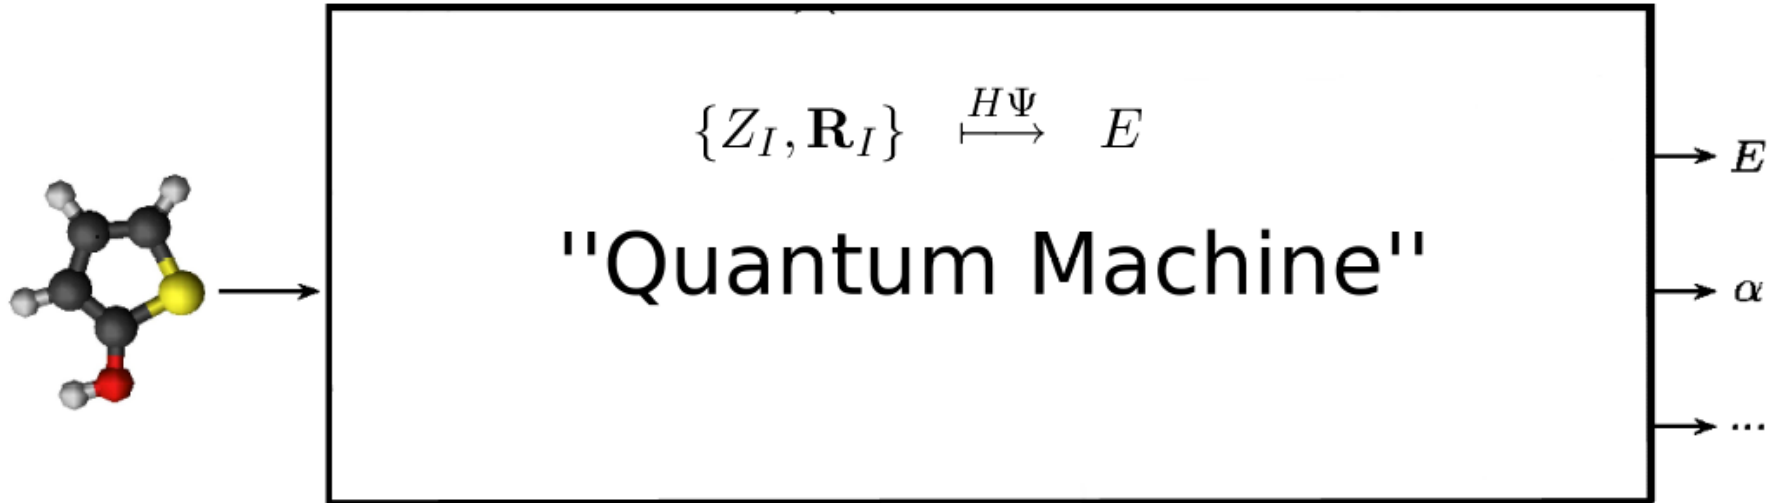 {Z_I, R_I} ⟼ HΨ E
''Quantum Machine''
E
α
...